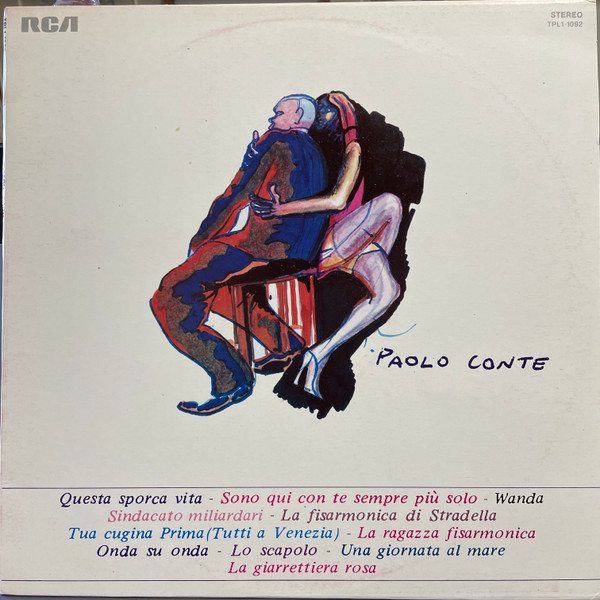 RCA
STEREO
TPL1-1092
PAOLO CONTE
Questa sporca vita - Sono qui con te sempre più solo - Wanda
Sindacato miliardari - La fisarmonica di Stradella
Tua cugina Prima (Tutti a Venezia) - La ragazza fisarmonica
Onda su onda - Lo scapolo - Una giornata al mare
La giarrettiera rosa